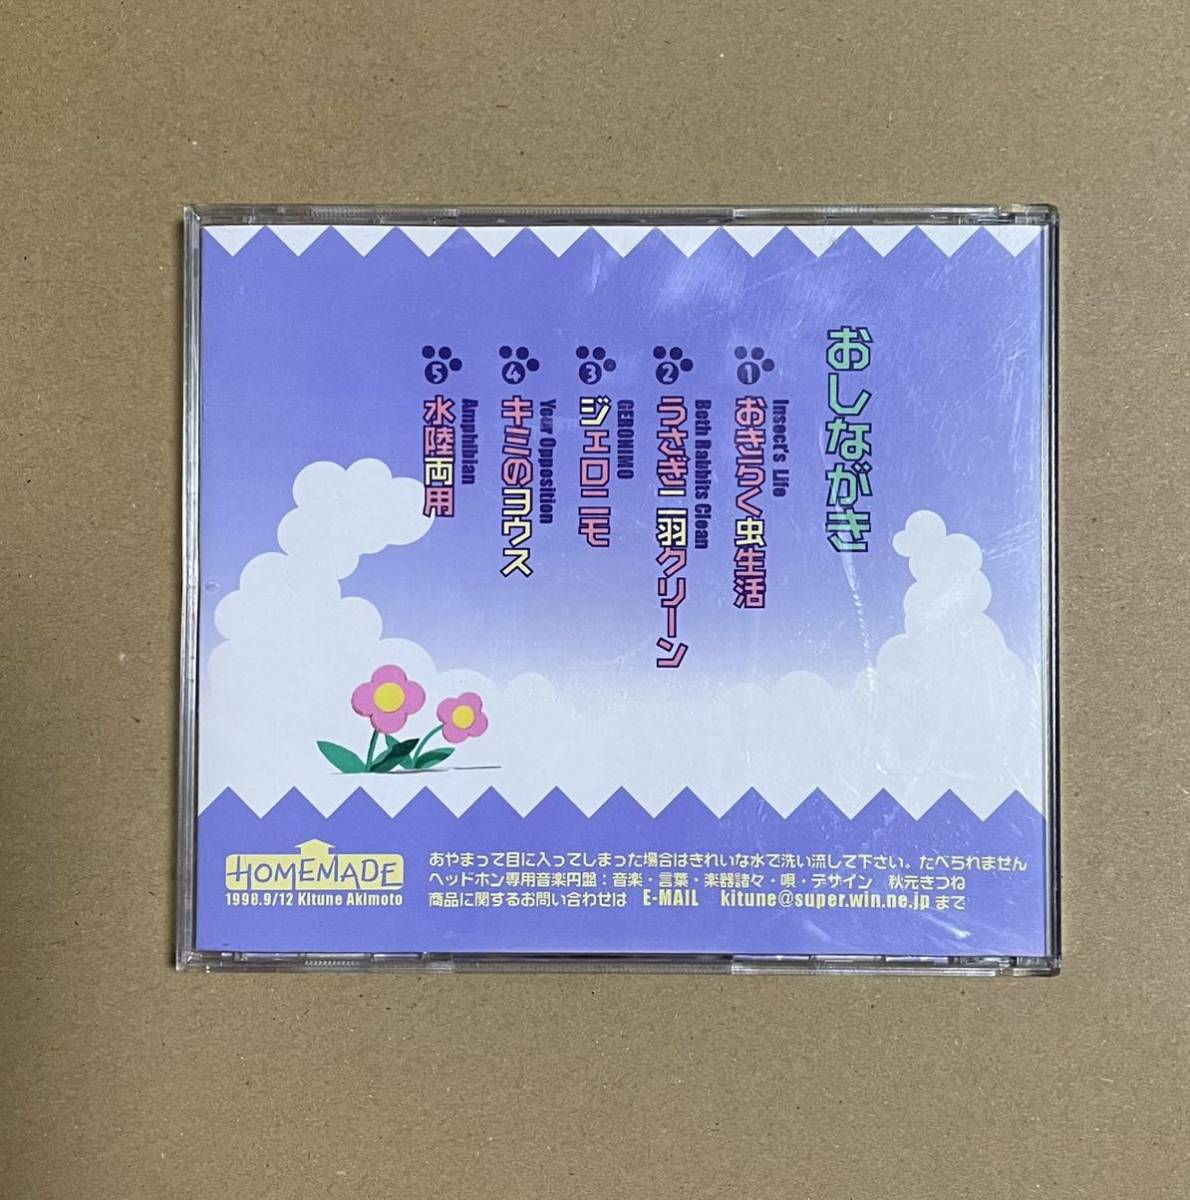 おしながき
1
Insect's Life
おきらく虫生活
2
Both Rabbits Clean
うさぎ二羽クリーン
3
GERONIMO
ジェロニモ
4
Your Opposition
キミのヨウス
5
Amphibian
水陸両用
HOMEMADE
1998.9/12 Kitune Akimoto
あやまって目に入ってしまった場合はきれいな水で洗い流して下さい。たべられません
ヘッドホン専用音楽円盤：音楽・言葉・楽器諸々・唄・デザイン 秋元きつね
商品に関するお問い合わせは E-MAIL kitune@super.win.ne.jp まで